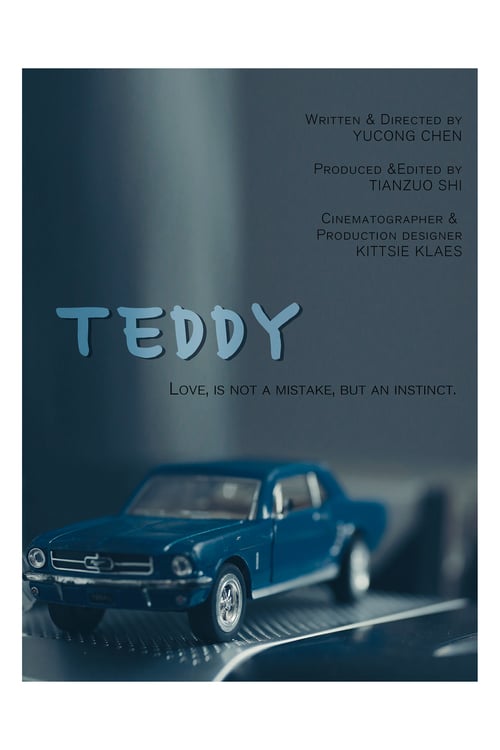 WRITTEN & DIRECTED BY
YUCONG CHEN
PRODUCED &EDITED BY
TIANZUO SHI
CINEMATOGRAPHER &
PRODUCTION DESIGNER
KITTSIE KLAES
TEDDY
LOVE, IS NOT A MISTAKE, BUT AN INSTINCT.